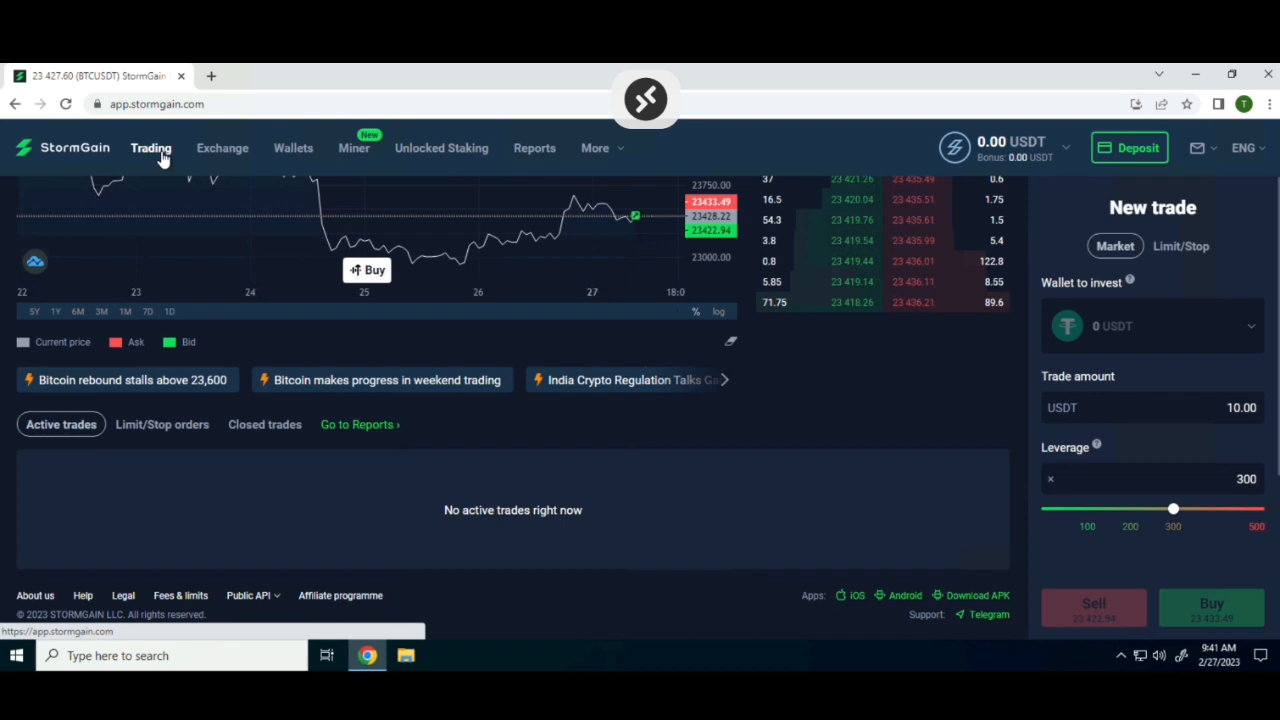 23 427.60 (BTCUSDT) StormGain
app.stormgain.com
T
StormGain
Trading
Exchange
Wallets
Miner
New
Unlocked Staking
Reports
More
0.00 USDT
Bonus: 0.00 USDT
Deposit
ENG
23750.00
23433.49
23428.22
23422.94
23000.00
Buy
22 23 24 25 26 27 18:0
5Y 1Y 6M 3M 1M 7D 1D
% log
Current price Ask Bid
37 23 421.26 23 435.49 0.6
16.5 23 420.04 23 435.51 1.75
54.3 23 419.76 23 435.61 1.5
3.8 23 419.54 23 435.99 5.4
0.8 23 419.44 23 436.01 122.8
5.85 23 419.14 23 436.11 8.55
71.75 23 418.26 23 436.21 89.6
Bitcoin rebound stalls above 23,600
Bitcoin makes progress in weekend trading
India Crypto Regulation Talks
Active trades
Limit/Stop orders
Closed trades
Go to Reports ›
No active trades right now
New trade
Market
Limit/Stop
Wallet to invest ?
0 USDT
Trade amount
USDT 10.00
Leverage ?
× 300
100 200 300 500
Sell
23 422.94
Buy
23 433.49
About us Help Legal Fees & limits Public API Affiliate programme
© 2023 STORMGAIN LLC. All rights reserved.
Apps: iOS Android Download APK
Support: Telegram
https://app.stormgain.com
Type here to search
9:41 AM
2/27/2023